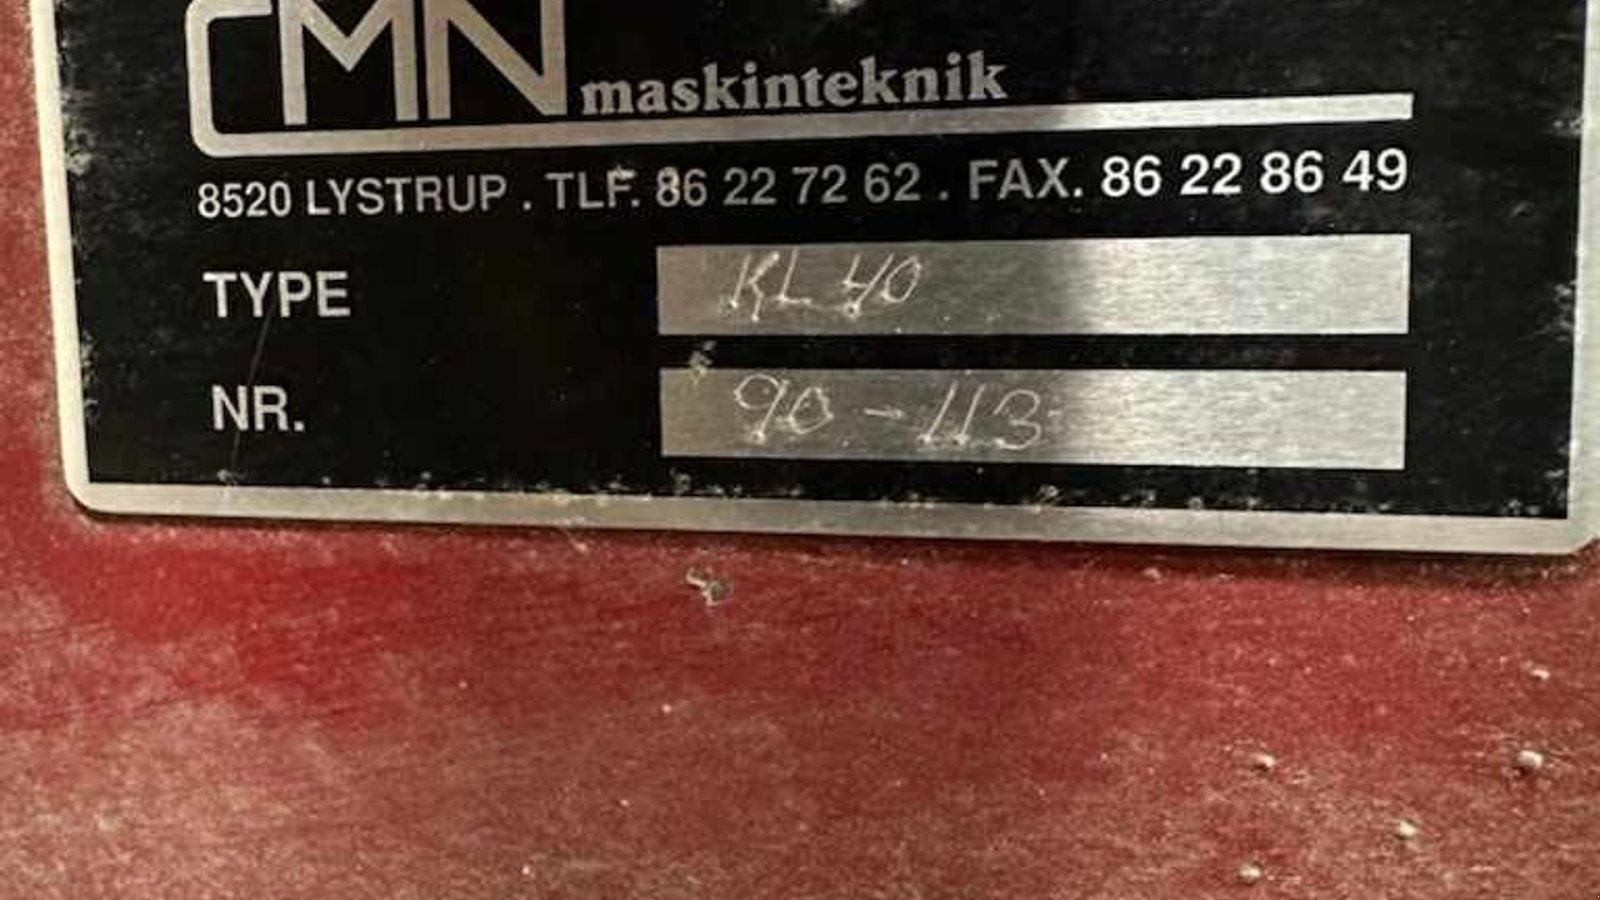 CMN maskinteknik
8520 LYSTRUP . TLF. 86 22 72 62 . FAX. 86 22 86 49
TYPE KL 40
NR. 90-113